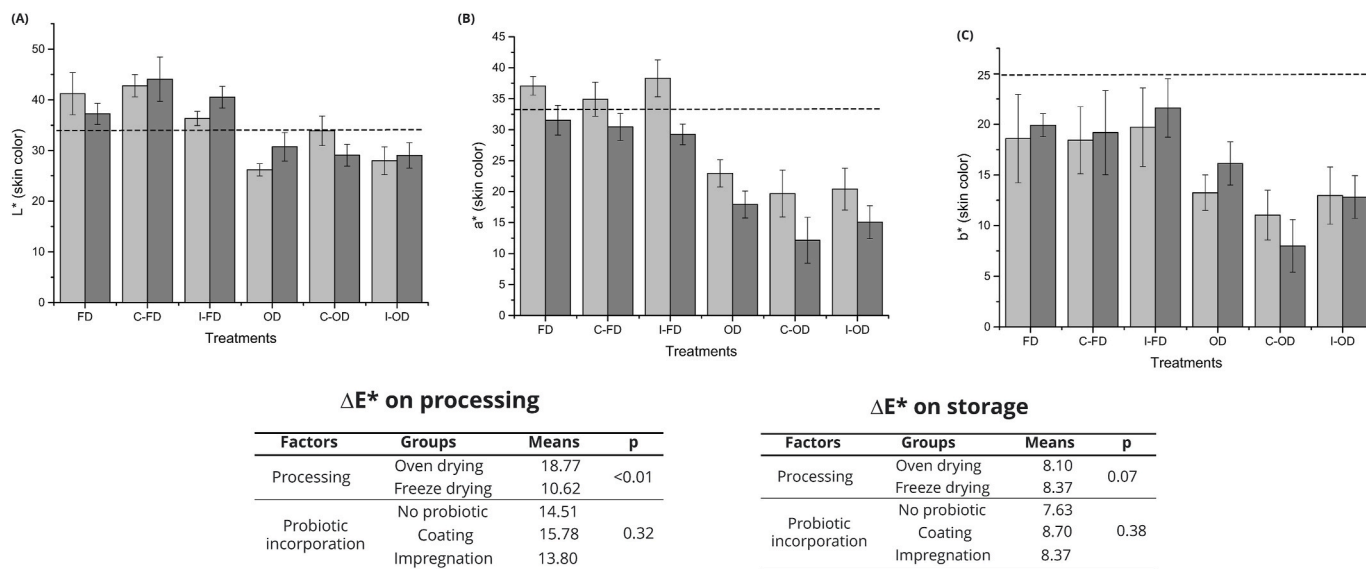 (A)
50
40
30
20
10
0
L* (skin color)
FD C-FD I-FD OD C-OD I-OD
Treatments
(B)
45
40
35
30
25
20
15
10
5
0
a* (skin color)
FD C-FD I-FD OD C-OD I-OD
Treatments
(C)
25
20
15
10
5
0
b* (skin color)
FD C-FD I-FD OD C-OD I-OD
Treatments
ΔE* on processing
Factors Groups Means p
Processing Oven drying 18.77 <0.01
Freeze drying 10.62
Probiotic incorporation No probiotic 14.51 0.32
Coating 15.78
Impregnation 13.80
ΔE* on storage
Factors Groups Means p
Processing Oven drying 8.10 0.07
Freeze drying 8.37
Probiotic incorporation No probiotic 7.63 0.38
Coating 8.70
Impregnation 8.37